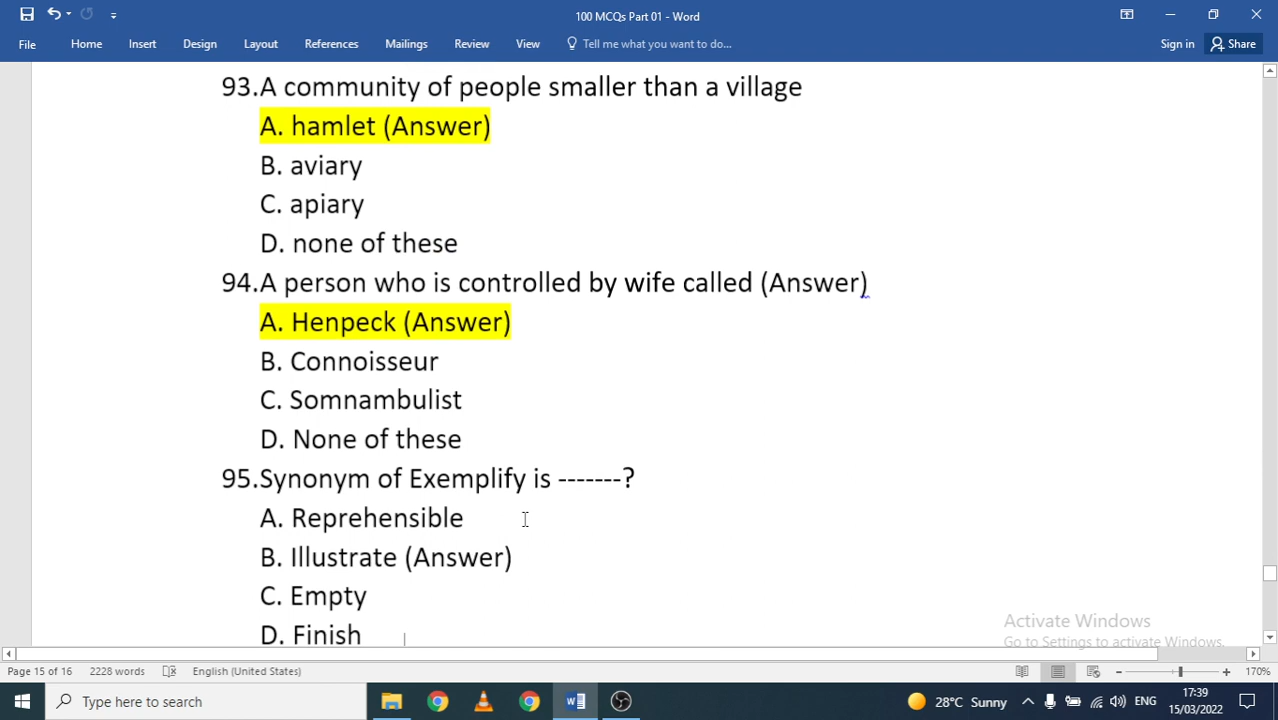 100 MCQs Part 01 - Word
File Home Insert Design Layout References Mailings Review View Tell me what you want to do... Sign in Share
93.A community of people smaller than a village
A. hamlet (Answer)
B. aviary
C. apiary
D. none of these
94.A person who is controlled by wife called (Answer)
A. Henpeck (Answer)
B. Connoisseur
C. Somnambulist
D. None of these
95.Synonym of Exemplify is -------?
A. Reprehensible
B. Illustrate (Answer)
C. Empty
D. Finish
Activate Windows
Go to Settings to activate Windows.
Page 15 of 16 2228 words English (United States) 170%
Type here to search 28°C Sunny ENG 17:39
15/03/2022